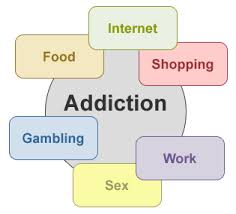 Internet
Food
Shopping
Addiction
Gambling
Work
Sex